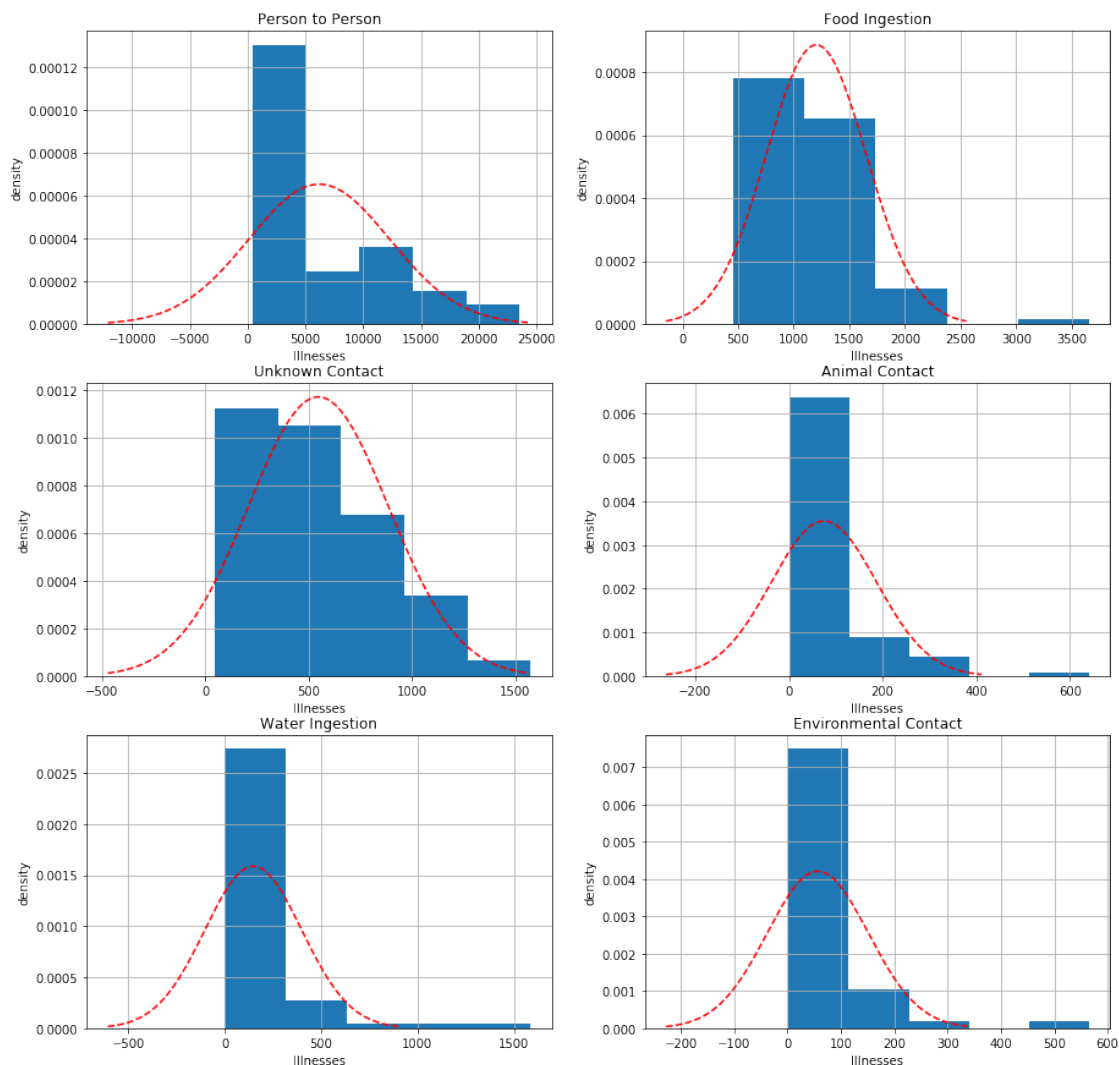 Person to Person
0.00012
0.00010
0.00008
0.00006
0.00004
0.00002
0.00000
density
−10000 −5000 0 5000 10000 15000 20000 25000
Illnesses
Food Ingestion
0.0008
0.0006
0.0004
0.0002
0.0000
density
0 500 1000 1500 2000 2500 3000 3500
Illnesses
Unknown Contact
0.0012
0.0010
0.0008
0.0006
0.0004
0.0002
0.0000
density
−500 0 500 1000 1500
Illnesses
Animal Contact
0.006
0.005
0.004
0.003
0.002
0.001
0.000
density
−200 0 200 400 600
Illnesses
Water Ingestion
0.0025
0.0020
0.0015
0.0010
0.0005
0.0000
density
−500 0 500 1000 1500
Illnesses
Environmental Contact
0.007
0.006
0.005
0.004
0.003
0.002
0.001
0.000
density
−200 −100 0 100 200 300 400 500 600
Illnesses